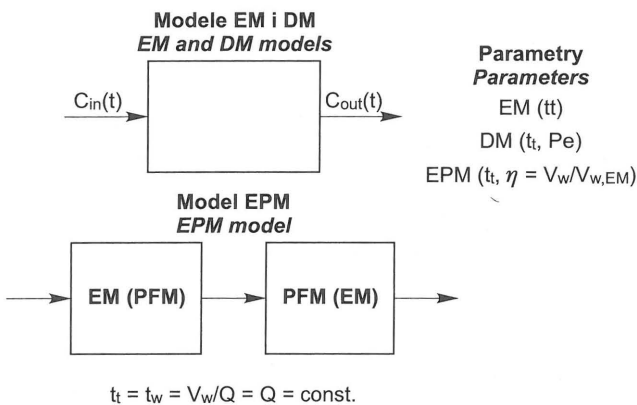 Modele EM i DM
EM and DM models
Cin(t)
Cout(t)
Parametry
Parameters
EM (tt)
DM (tt, Pe)
EPM (tt, η = Vw/Vw,EM)
Model EPM
EPM model
EM (PFM)
PFM (EM)
tt = tw = Vw/Q = Q = const.